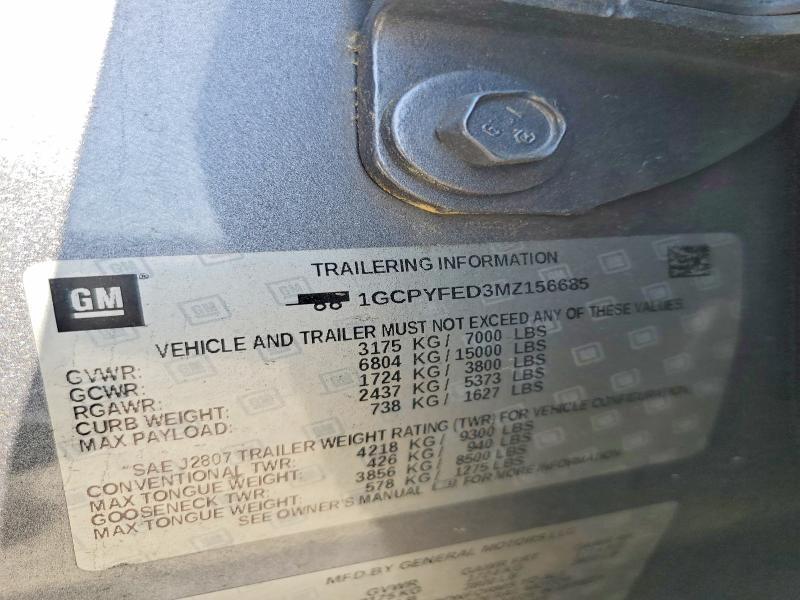 GM
TRAILERING INFORMATION
1GCPYFED3MZ156685
VEHICLE AND TRAILER MUST NOT EXCEED ANY OF THESE VALUES
GVWR: 3175 KG / 7000 LBS
GCWR: 6804 KG / 15000 LBS
RGAWR: 1724 KG / 3800 LBS
CURB WEIGHT: 2437 KG / 5373 LBS
MAX PAYLOAD: 738 KG / 1627 LBS
"SAE J2807 TRAILER WEIGHT RATING (TWR) FOR VEHICLE CONFIGURATION
CONVENTIONAL TWR: 4218 KG / 9300 LBS
MAX TONGUE WEIGHT: 426 KG / 940 LBS
GOOSENECK TWR: 3856 KG / 8500 LBS
MAX TONGUE WEIGHT: 578 KG / 1275 LBS
SEE OWNER'S MANUAL FOR MORE INFORMATION
MFD BY GENERAL MOTORS LLC
GVWR